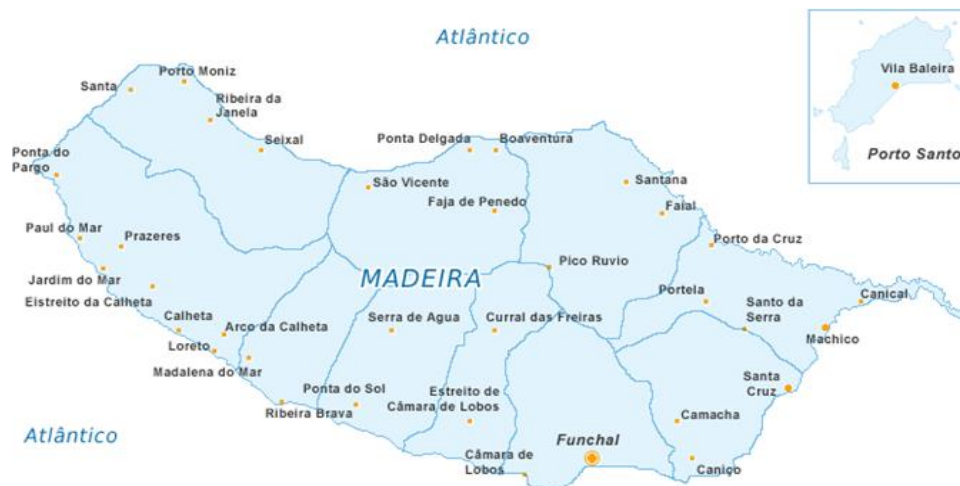 Atlântico
Vila Baleira
Porto Santo
Porto Moniz
Santa
Ribeira da
Janela
Seixal
Ponta Delgada
Boaventura
Ponta do
Pargo
São Vicente
Santana
Faja de Penedo
Faial
Paul do Mar
Prazeres
Porto da Cruz
Pico Ruvio
Jardim do Mar
MADEIRA
Portela
Canical
Eistreito da Calheta
Santo da
Serra
Calheta
Arco da Calheta
Serra de Agua
Curral das Freiras
Machico
Loreto
Madalena do Mar
Ponta do Sol
Estreito de
Câmara de Lobos
Santa
Cruz
Ribeira Brava
Camacha
Atlântico
Funchal
Câmara de
Lobos
Caniço